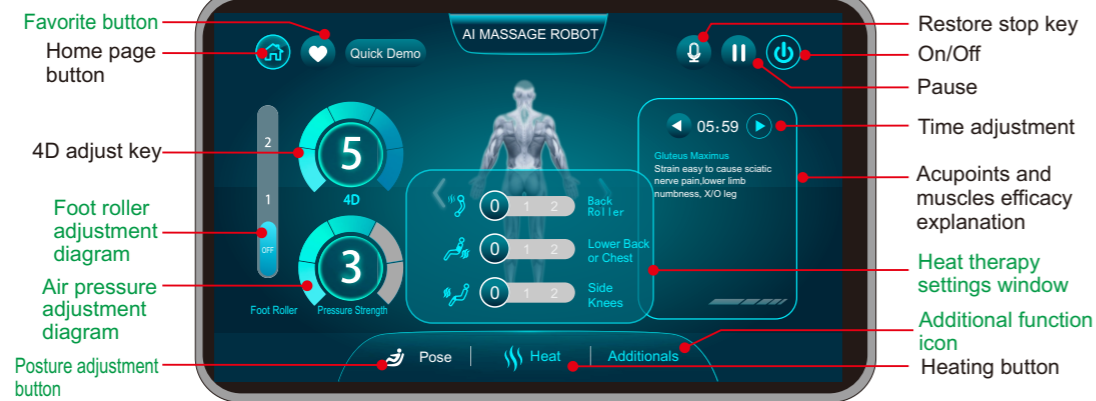 Favorite button
Home page
button
4D adjust key
Foot roller
adjustment
diagram
Air pressure
adjustment
diagram
Posture adjustment
button
AI MASSAGE ROBOT
Quick Demo
2
1
OFF
Foot Roller
5
4D
3
Pressure Strength
0 1 2
Back
Roller
0 1 2
Lower Back
or Chest
0 1 2
Side
Knees
05:59
Gluteus Maximus
Strain easy to cause sciatic
nerve pain,lower limb
numbness, X/O leg
Pose
Heat
Additionals
Restore stop key
On/Off
Pause
Time adjustment
Acupoints and
muscles efficacy
explanation
Heat therapy
settings window
Additional function
icon
Heating button